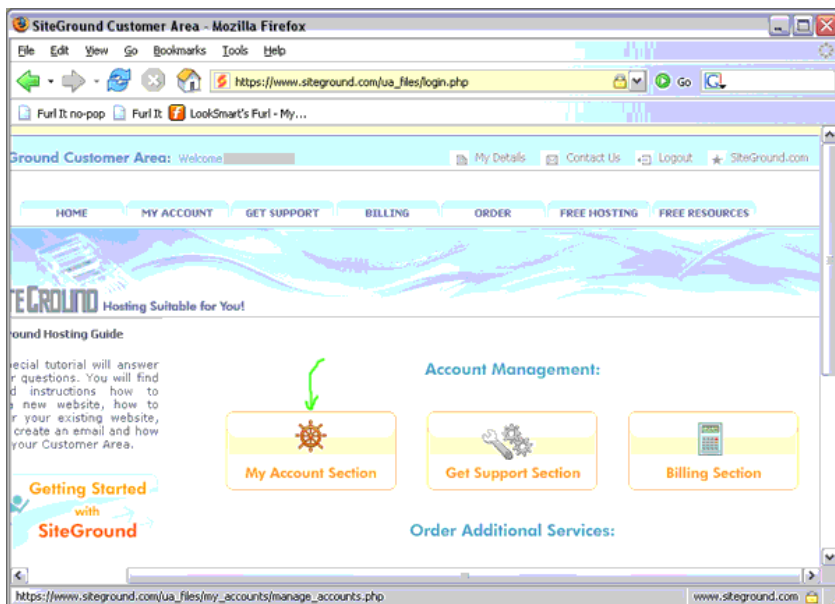 SiteGround Customer Area - Mozilla Firefox
File Edit View Go Bookmarks Tools Help
https://www.siteground.com/ua_files/login.php Go G
Furl It no-pop Furl It LookSmart's Furl - My...
Ground Customer Area: Welcome My Details Contact Us Logout SiteGround.com
HOME MY ACCOUNT GET SUPPORT BILLING ORDER FREE HOSTING FREE RESOURCES
TEGROUND Hosting Suitable for You!
ound Hosting Guide
ecial tutorial will answer
r questions. You will find
d instructions how to
new website, how to
r your existing website,
create an email and how
your Customer Area.
Getting Started
with
SiteGround
Account Management:
My Account Section Get Support Section Billing Section
Order Additional Services:
https://www.siteground.com/ua_files/my_accounts/manage_accounts.php www.siteground.com